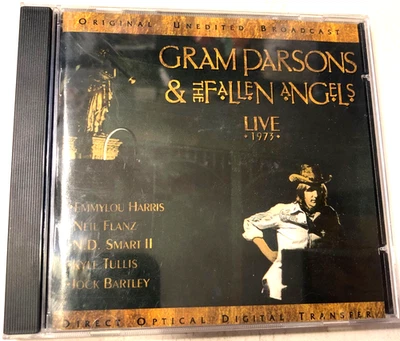 ORIGINAL UNEDITED BROADCAST
GRAM PARSONS
& THE FALLEN ANGELS
LIVE
1973
EMMYLOU HARRIS
NEIL FLANZ
N.D. SMART II
KYLE TULLIS
JOCK BARTLEY
DIRECT OPTICAL DIGITAL TRANSFER